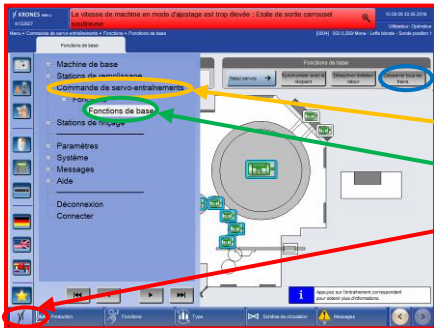 KRONES
La vitesse de machine en mode d'ajustage est trop élevée : Etoile de sortie carrousel
soutireuse
Utilisateur: Opérateur
Menu > Commande de servo-entraînements > Fonctions > Fonctions de base
Fonctions de base
Machine de base
Stations de remplissage
Commande de servo-entraînements
Fonctions
Fonctions de base
Stations de rinçage
Paramètres
Système
Messages
Aide
Déconnexion
Connecter
Fonctions de base
i
Appuyez sur l'entraînement correspondant
pour obtenir plus d'informations.
Production
Fonctions
Type
Schéma de circulation
Messages